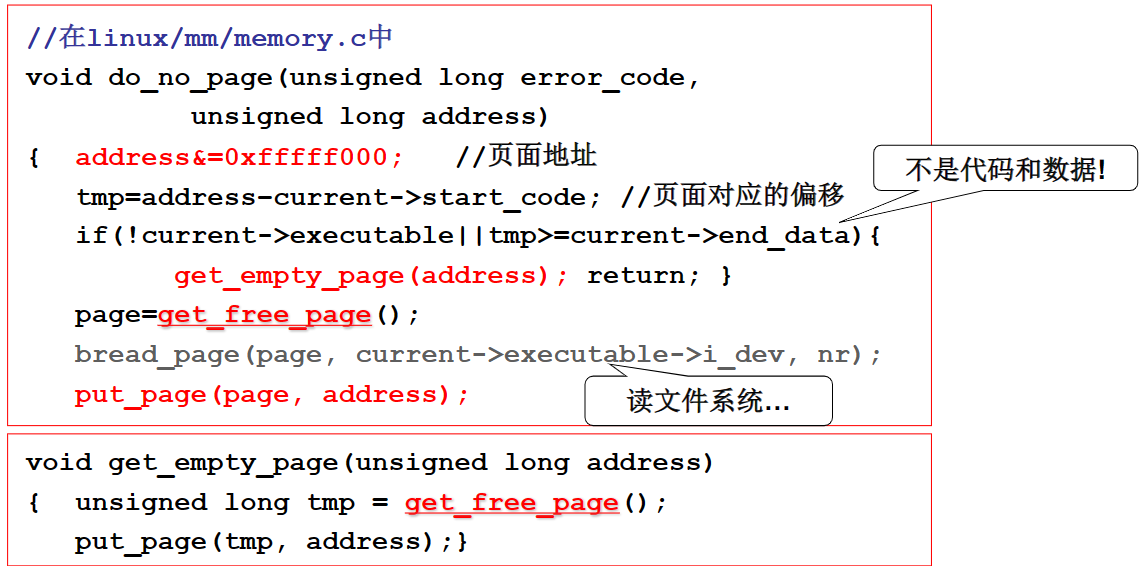 //在linux/mm/memory.c中
void do_no_page(unsigned long error_code,
unsigned long address)
{ address&=0xfffff000; //页面地址
不是代码和数据!
tmp=address-current->start_code; //页面对应的偏移
if(!current->executable||tmp>=current->end_data){
get_empty_page(address); return; }
page=get_free_page();
bread_page(page, current->executable->i_dev, nr);
put_page(page, address);
读文件系统...
void get_empty_page(unsigned long address)
{ unsigned long tmp = get_free_page();
put_page(tmp, address);}